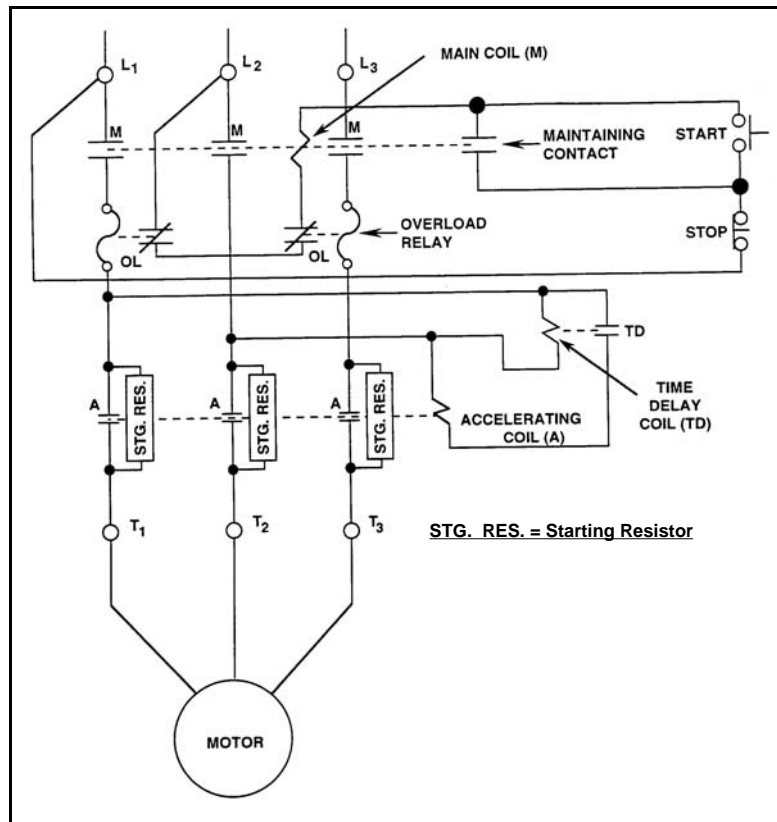 L1
L2
L3
MAIN COIL (M)
M
M
M
MAINTAINING
CONTACT
START
OVERLOAD
RELAY
STOP
OL
OL
TD
A
STG. RES.
A
STG. RES.
A
STG. RES.
ACCELERATING
COIL (A)
TIME
DELAY
COIL (TD)
T1
T2
T3
STG. RES. = Starting Resistor
MOTOR